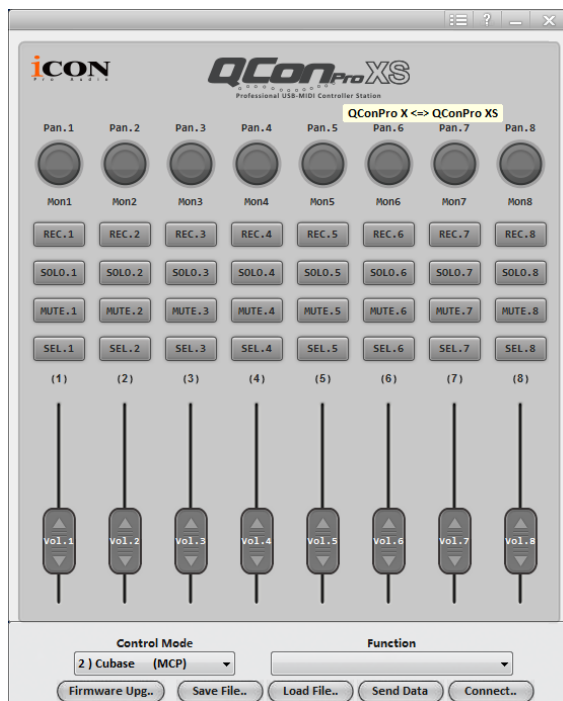 ?
iCON
Pro Audio
QConProXS
Professional USB-MIDI Controller Station
QConPro X <=> QConPro XS
Pan.1 Pan.2 Pan.3 Pan.4 Pan.5 Pan.6 Pan.7 Pan.8
Mon1 Mon2 Mon3 Mon4 Mon5 Mon6 Mon7 Mon8
REC.1 REC.2 REC.3 REC.4 REC.5 REC.6 REC.7 REC.8
SOLO.1 SOLO.2 SOLO.3 SOLO.4 SOLO.5 SOLO.6 SOLO.7 SOLO.8
MUTE.1 MUTE.2 MUTE.3 MUTE.4 MUTE.5 MUTE.6 MUTE.7 MUTE.8
SEL.1 SEL.2 SEL.3 SEL.4 SEL.5 SEL.6 SEL.7 SEL.8
(1) (2) (3) (4) (5) (6) (7) (8)
Vol.1 Vol.2 Vol.3 Vol.4 Vol.5 Vol.6 Vol.7 Vol.8
Control Mode Function
2 ) Cubase (MCP)
Firmware Upg.. Save File.. Load File.. Send Data Connect..